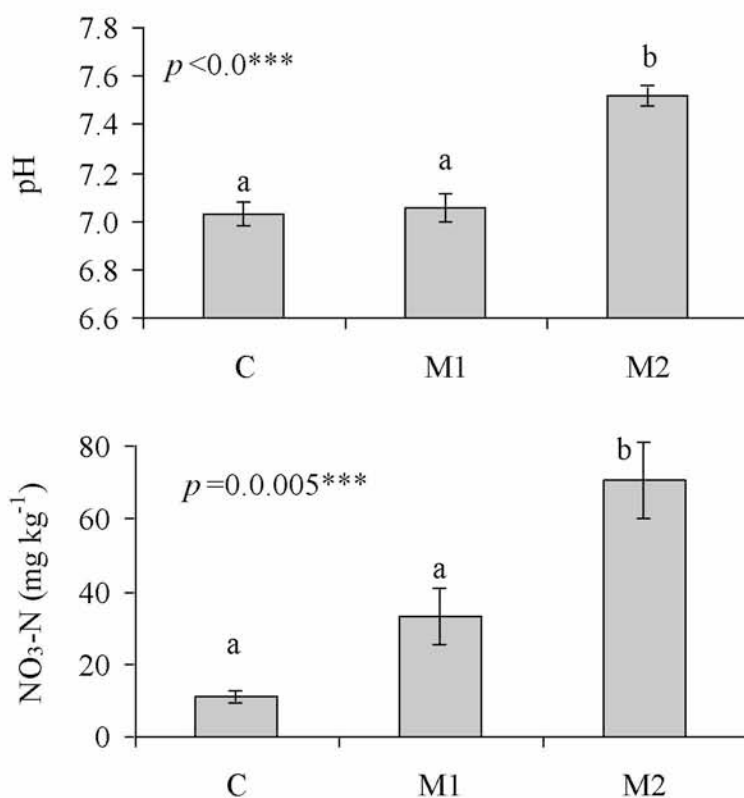 7.8
p<0.0***
b
7.6
7.4
a
a
7.2
pH
7.0
6.8
6.6
C M1 M2
80
b
p=0.0.005***
60
a
NO₃-N (mg kg⁻¹)
40
a
20
0
C M1 M2